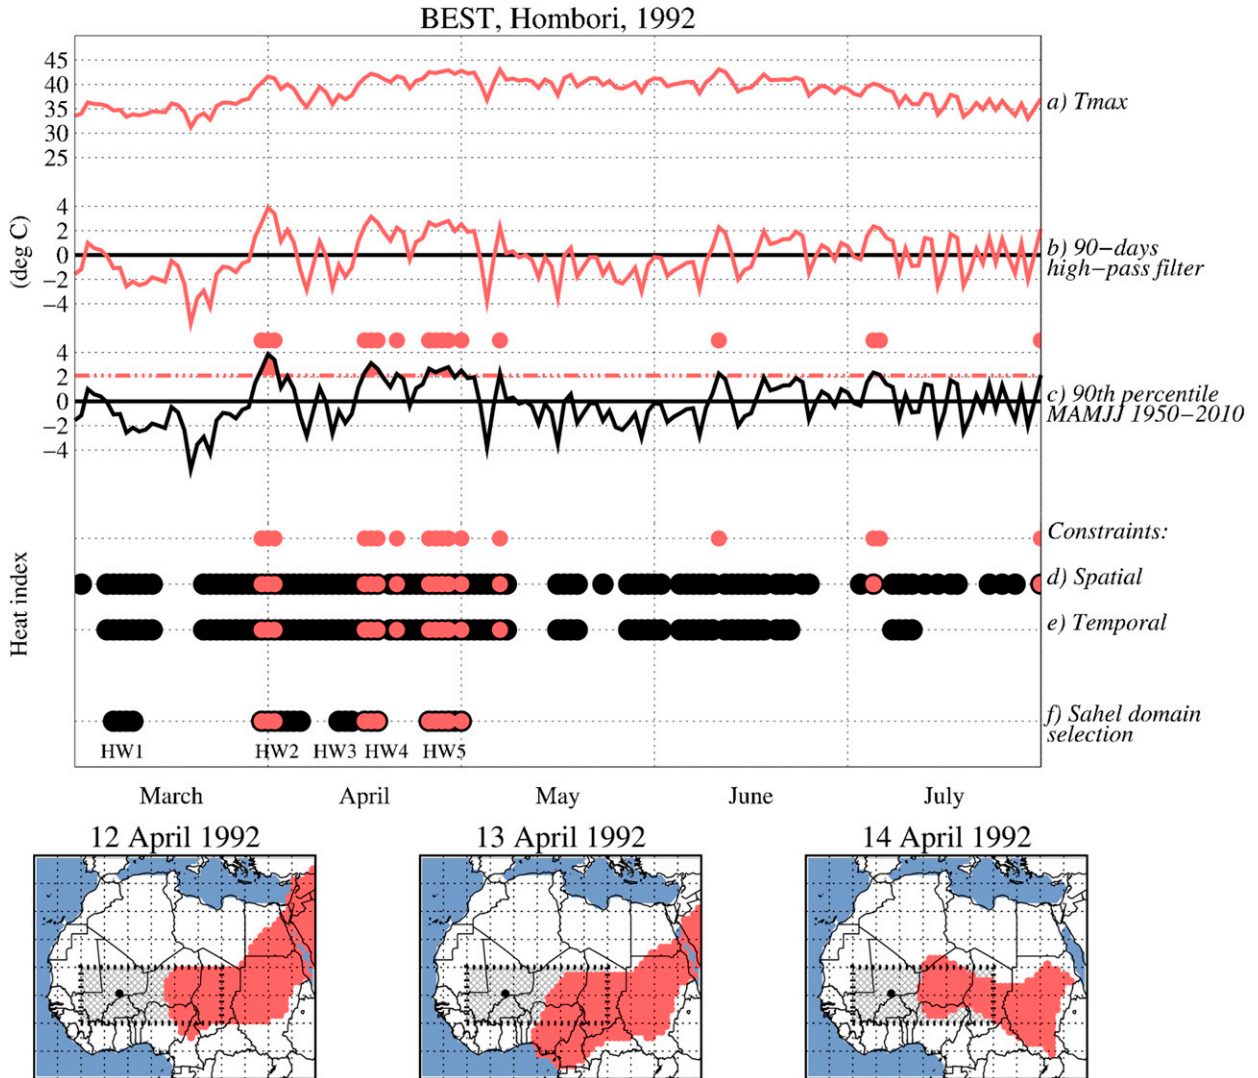 BEST, Hombori, 1992
45
40
35
30
25
a) Tmax
(deg C)
4
2
0
−2
−4
b) 90−days
high−pass filter
4
2
0
−2
−4
c) 90th percentile
MAMJJ 1950−2010
Heat index
Constraints:
d) Spatial
e) Temporal
f) Sahel domain
selection
HW1 HW2 HW3 HW4 HW5
March April May June July
12 April 1992 13 April 1992 14 April 1992